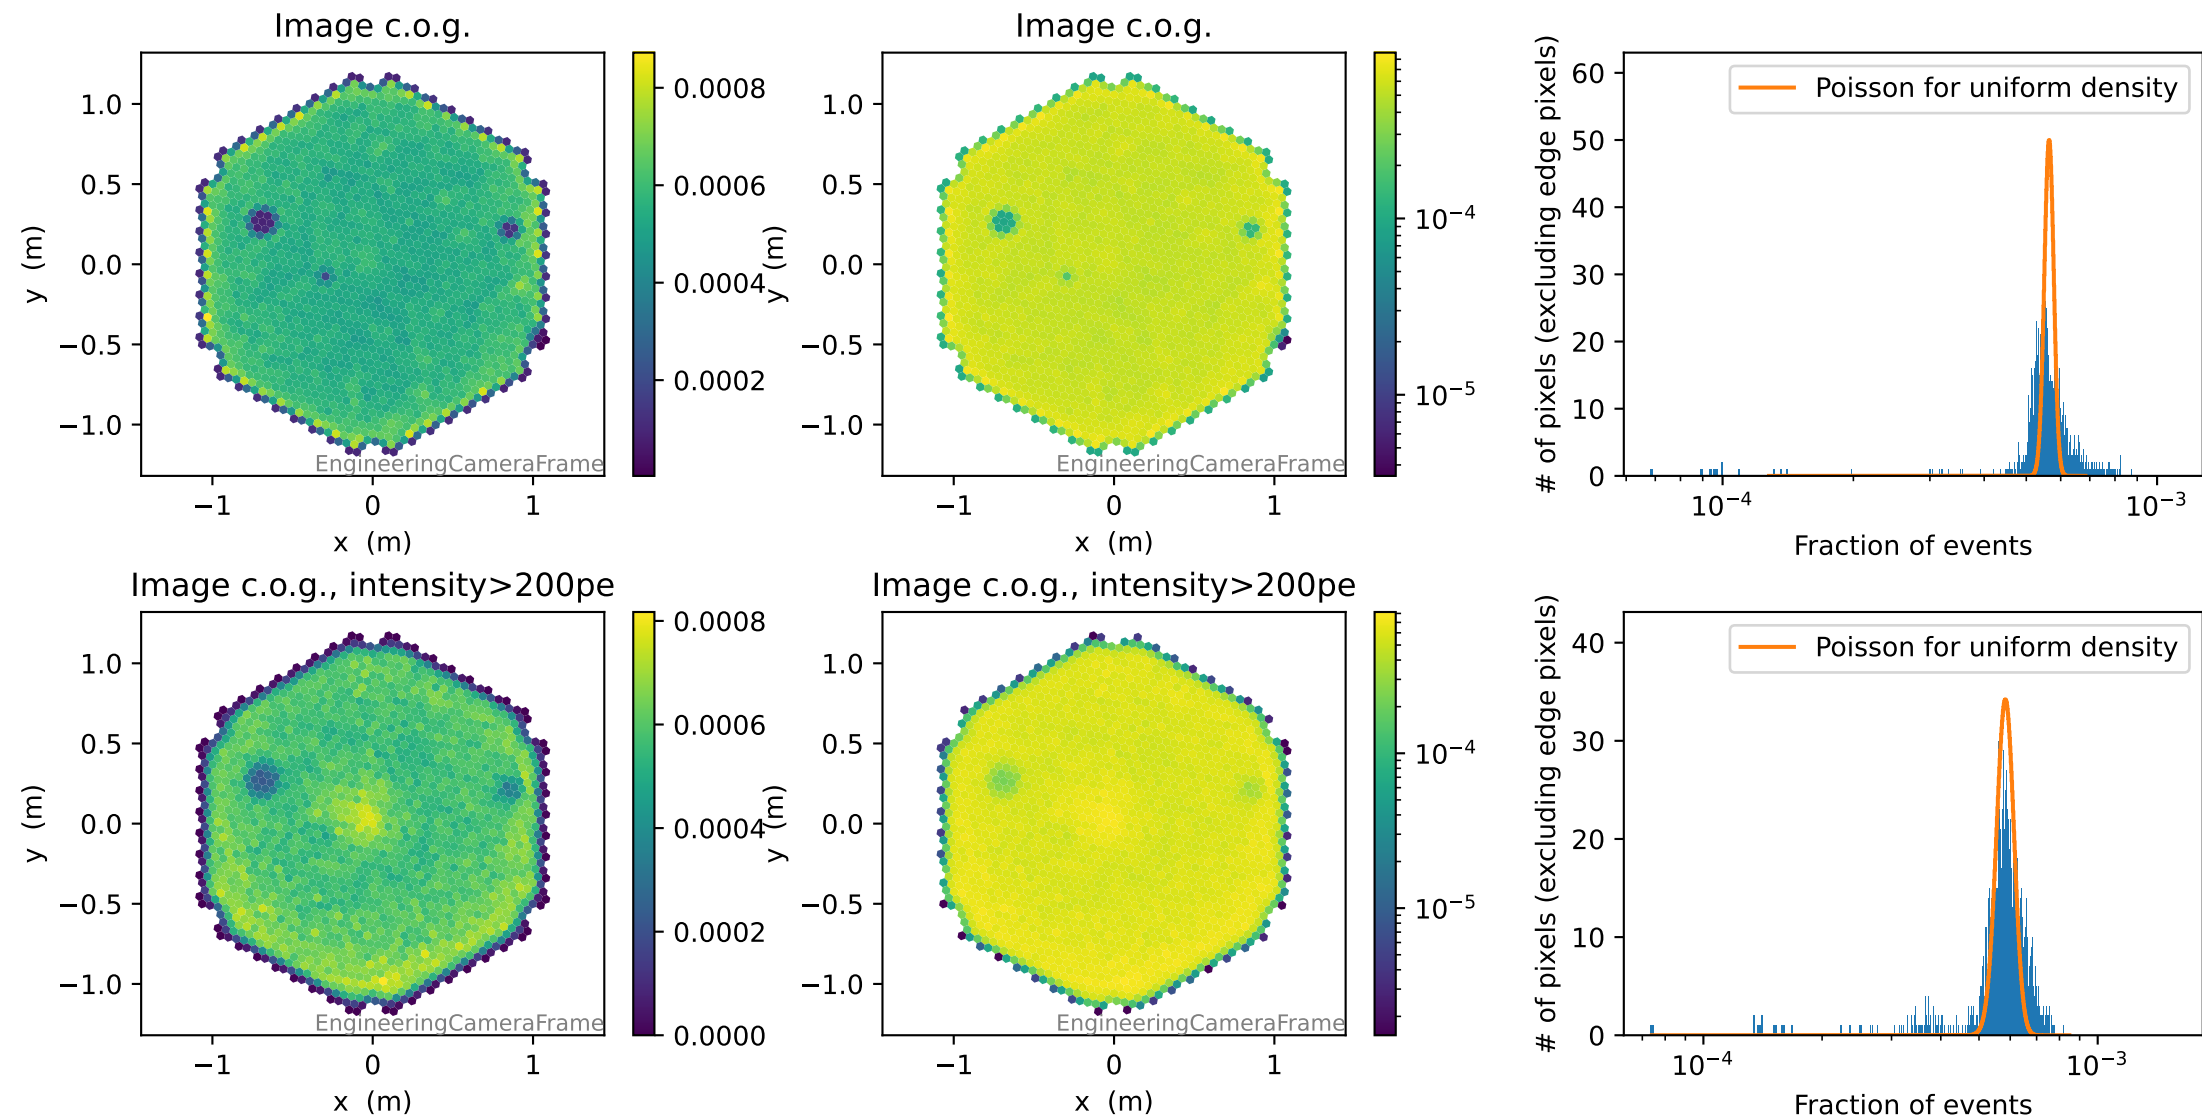 Image c.o.g.
1.0
0.5
0.0
−0.5
−1.0
y (m)
−1
0
1
x (m)
EngineeringCameraFrame
0.0008
0.0006
0.0004
0.0002
Image c.o.g.
1.0
0.5
0.0
−0.5
−1.0
y (m)
−1
0
1
x (m)
EngineeringCameraFrame
10−4
10−5
# of pixels (excluding edge pixels)
60
50
40
30
20
10
0
Poisson for uniform density
10−4
10−3
Fraction of events
Image c.o.g., intensity>200pe
1.0
0.5
0.0
−0.5
−1.0
y (m)
−1
0
1
x (m)
EngineeringCameraFrame
0.0008
0.0006
0.0004
0.0002
0.0000
Image c.o.g., intensity>200pe
1.0
0.5
0.0
−0.5
−1.0
y (m)
−1
0
1
x (m)
EngineeringCameraFrame
10−4
10−5
# of pixels (excluding edge pixels)
40
30
20
10
0
Poisson for uniform density
10−4
10−3
Fraction of events